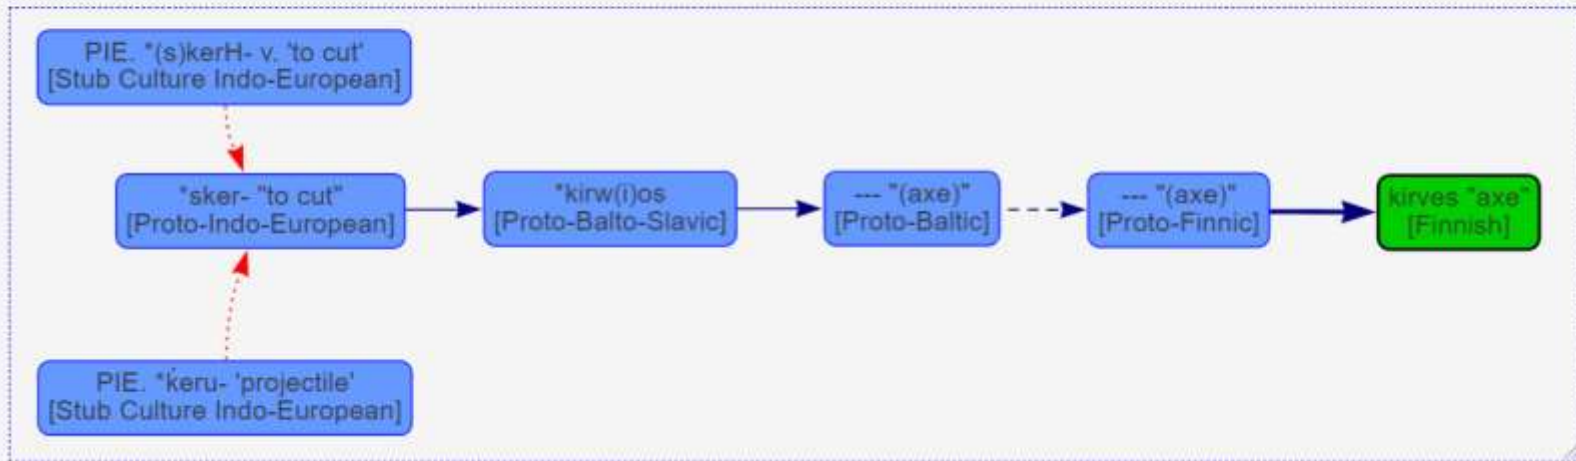 PIE. *(s)kerH- v. 'to cut'
[Stub Culture Indo-European]
*sker- "to cut"
[Proto-Indo-European]
*kirw(i)os
[Proto-Balto-Slavic]
--- "(axe)"
[Proto-Baltic]
--- "(axe)"
[Proto-Finnic]
kirves "axe"
[Finnish]
PIE. *ḱeru- 'projectile'
[Stub Culture Indo-European]